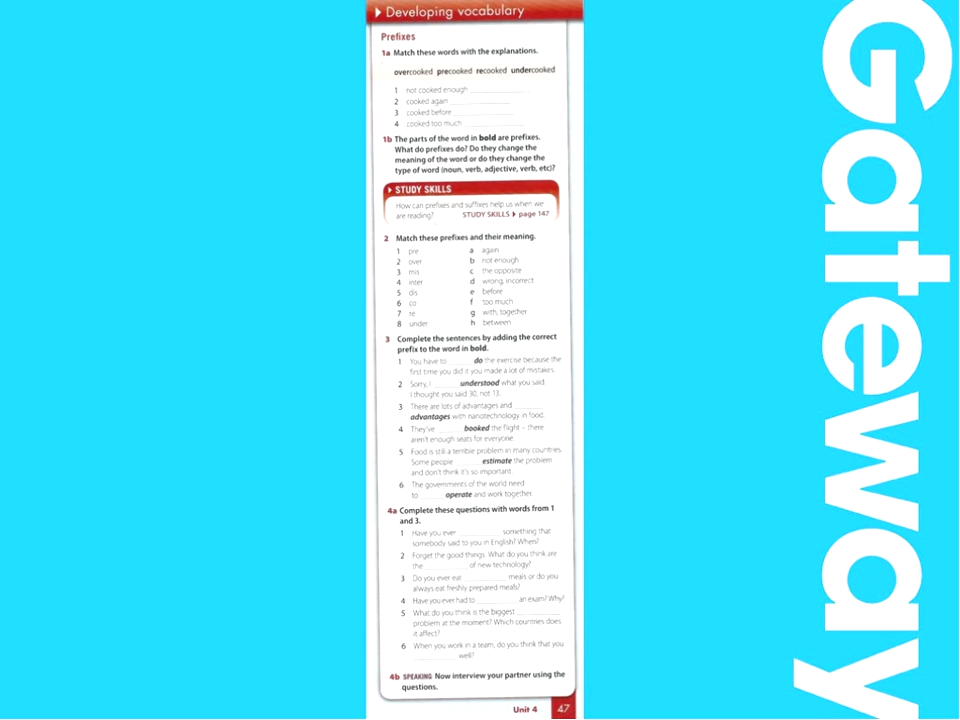 Developing vocabulary
Prefixes
1a Match these words with the explanations.
overcooked precooked recooked undercooked
1 not cooked enough
2 cooked again
3 cooked before
4 cooked too much
1b The parts of the word in bold are prefixes.
What do prefixes do? Do they change the
meaning of the word or do they change the
type of word (noun, verb, adjective, verb, etc)?
STUDY SKILLS
How can prefixes and suffixes help us when we
are reading? STUDY SKILLS page 147
2 Match these prefixes and their meaning.
1 pre a again
2 over b not enough
3 mis c the opposite
4 inter d wrong, incorrect
5 dis e before
6 co f too much
7 re g with, together
8 under h between
3 Complete the sentences by adding the correct
prefix to the word in bold.
1 You have to ______ do the exercise because the
first time you did it you made a lot of mistakes.
2 Sorry, I ______ understood what you said.
I thought you said 30, not 13.
3 There are lots of advantages and ______
advantages with nanotechnology in food.
4 They've ______ booked the flight – there
aren't enough seats for everyone.
5 Food is still a terrible problem in many countries.
Some people ______ estimate the problem
and don't think it's so important.
6 The governments of the world need
to ______ operate and work together.
4a Complete these questions with words from 1
and 3.
1 Have you ever ______ something that
somebody said to you in English? When?
2 Forget the good things. What do you think are
the ______ of new technology?
3 Do you ever eat ______ meals or do you
always eat freshly prepared meals?
4 Have you ever had to ______ an exam? Why?
5 What do you think is the biggest ______
problem at the moment? Which countries does
it affect?
6 When you work in a team, do you think that you
______ well?
4b SPEAKING Now interview your partner using the
questions.
Unit 4 47
Gateway